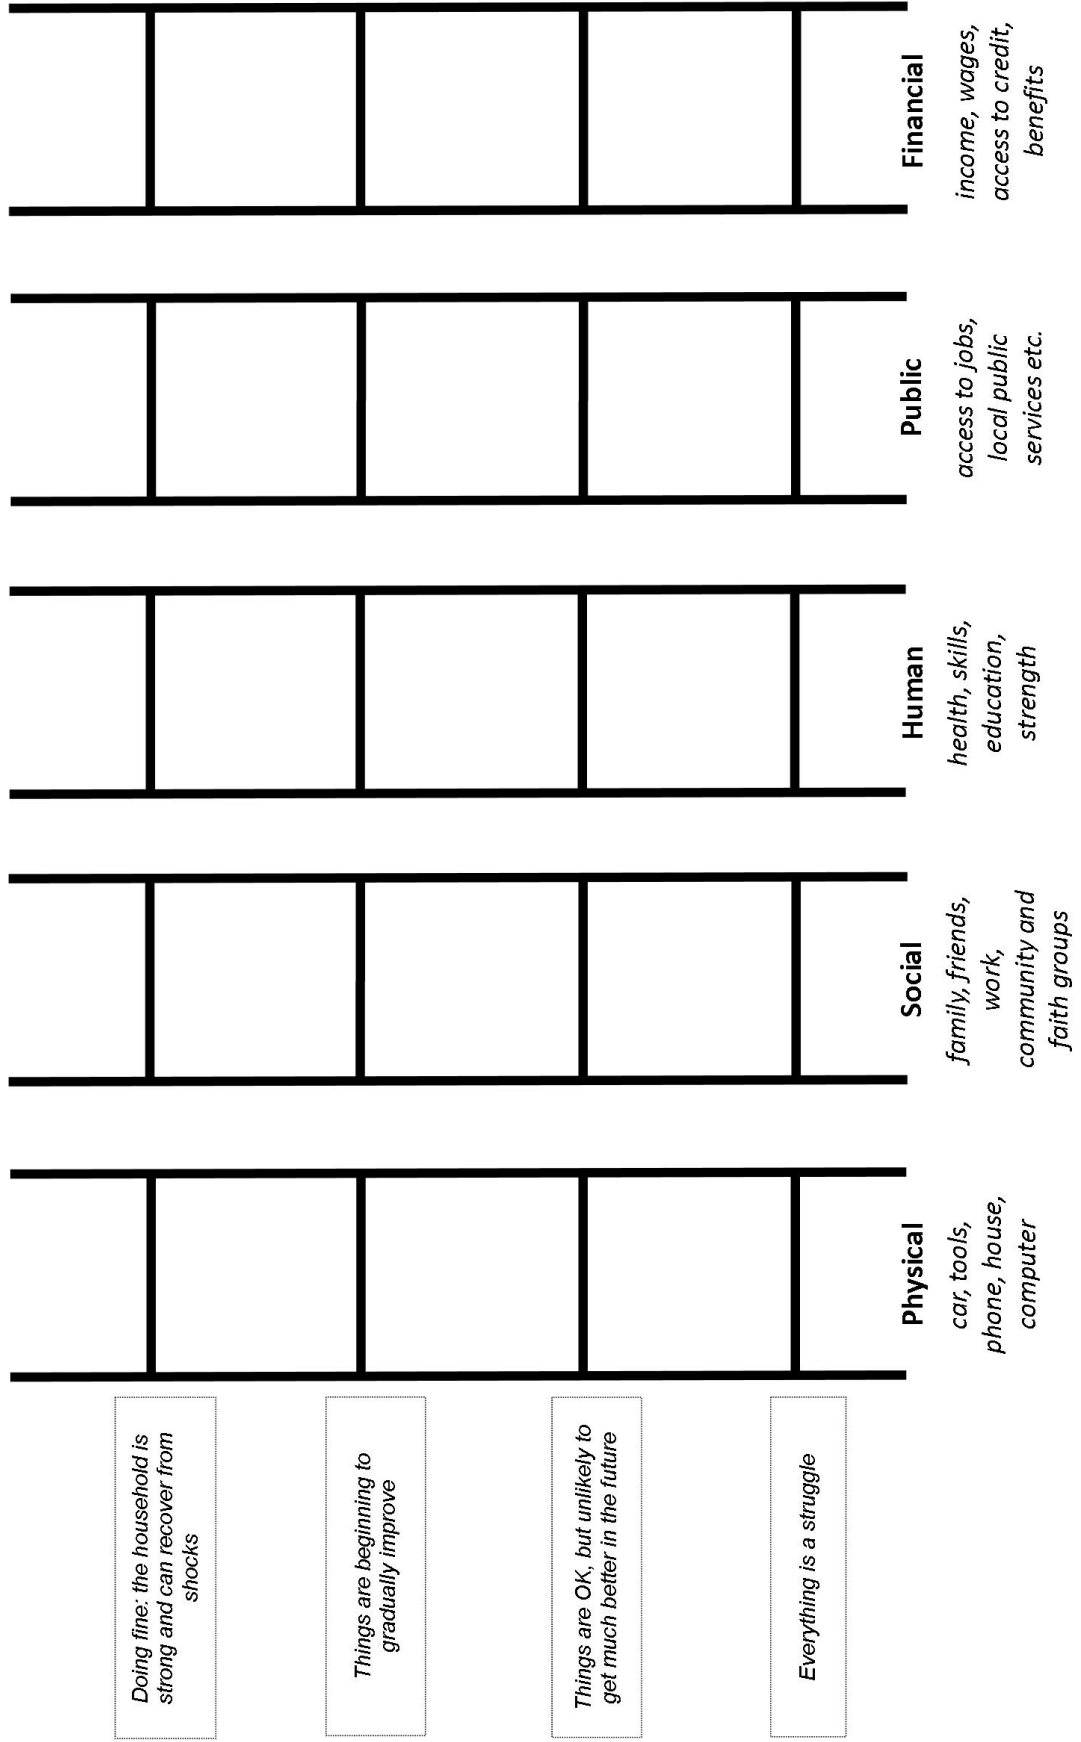 Doing fine: the household is
strong and can recover from
shocks
Things are beginning to
gradually improve
Things are OK, but unlikely to
get much better in the future
Everything is a struggle
Physical
car, tools,
phone, house,
computer
Social
family, friends,
work,
community and
faith groups
Human
health, skills,
education,
strength
Public
access to jobs,
local public
services etc.
Financial
income, wages,
access to credit,
benefits